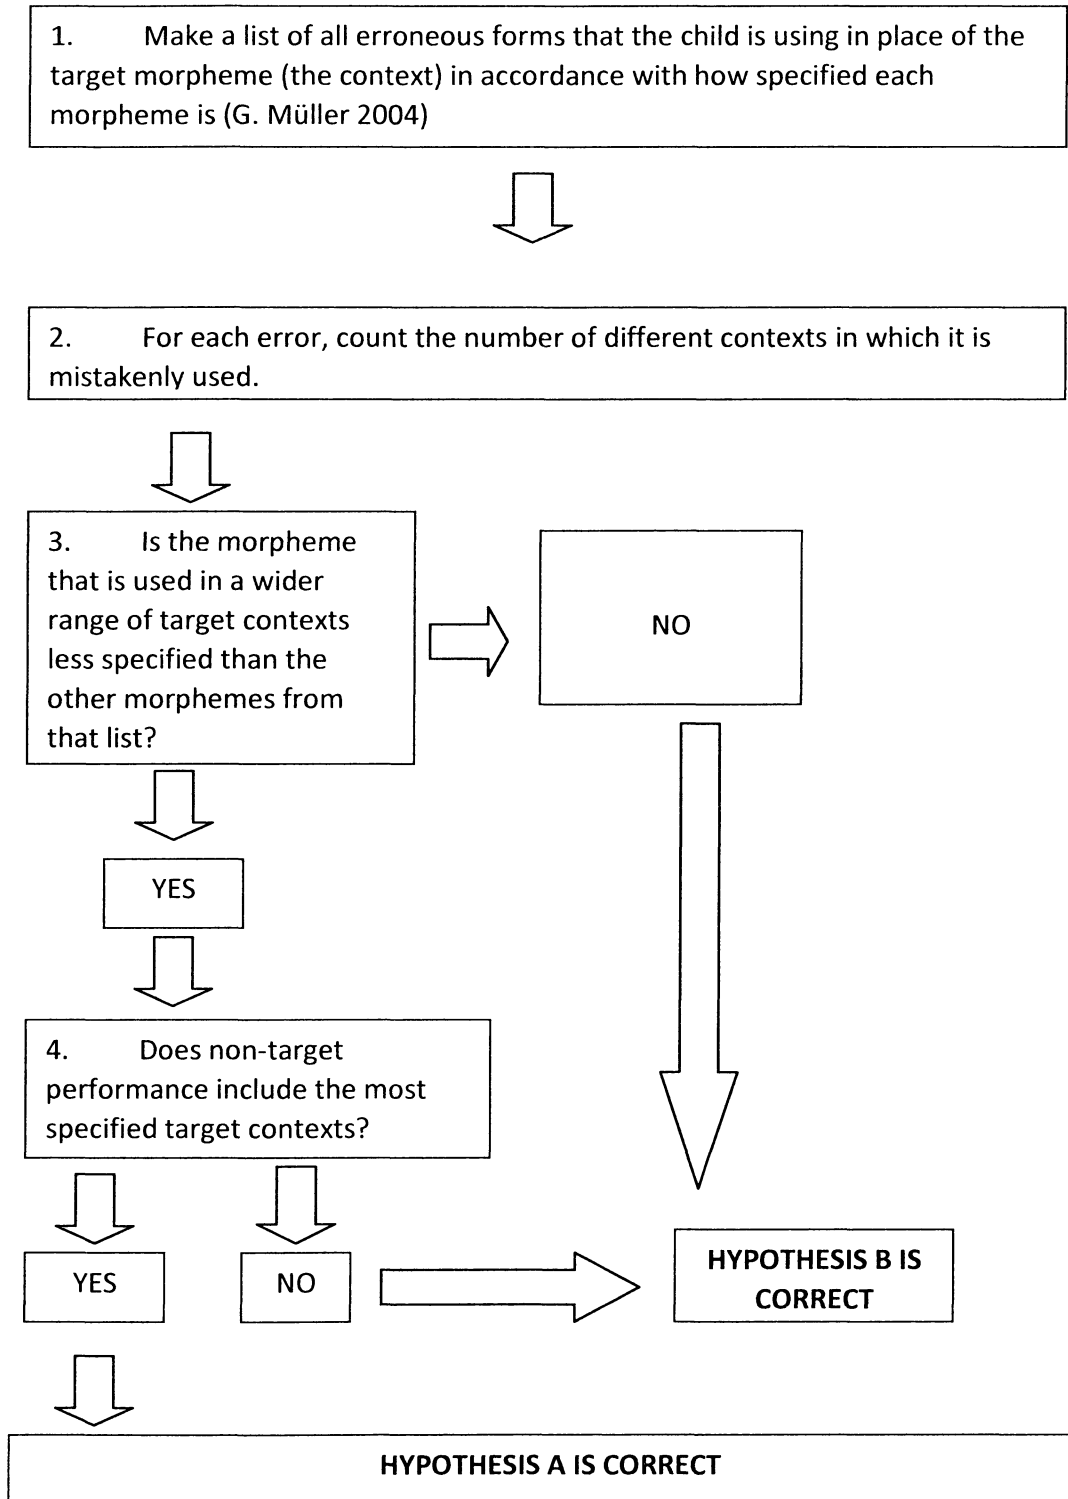 1. Make a list of all erroneous forms that the child is using in place of the
target morpheme (the context) in accordance with how specified each
morpheme is (G. Müller 2004)
2. For each error, count the number of different contexts in which it is
mistakenly used.
3. Is the morpheme
that is used in a wider
range of target contexts
less specified than the
other morphemes from
that list?
NO
YES
4. Does non-target
performance include the most
specified target contexts?
YES
NO
HYPOTHESIS B IS
CORRECT
HYPOTHESIS A IS CORRECT